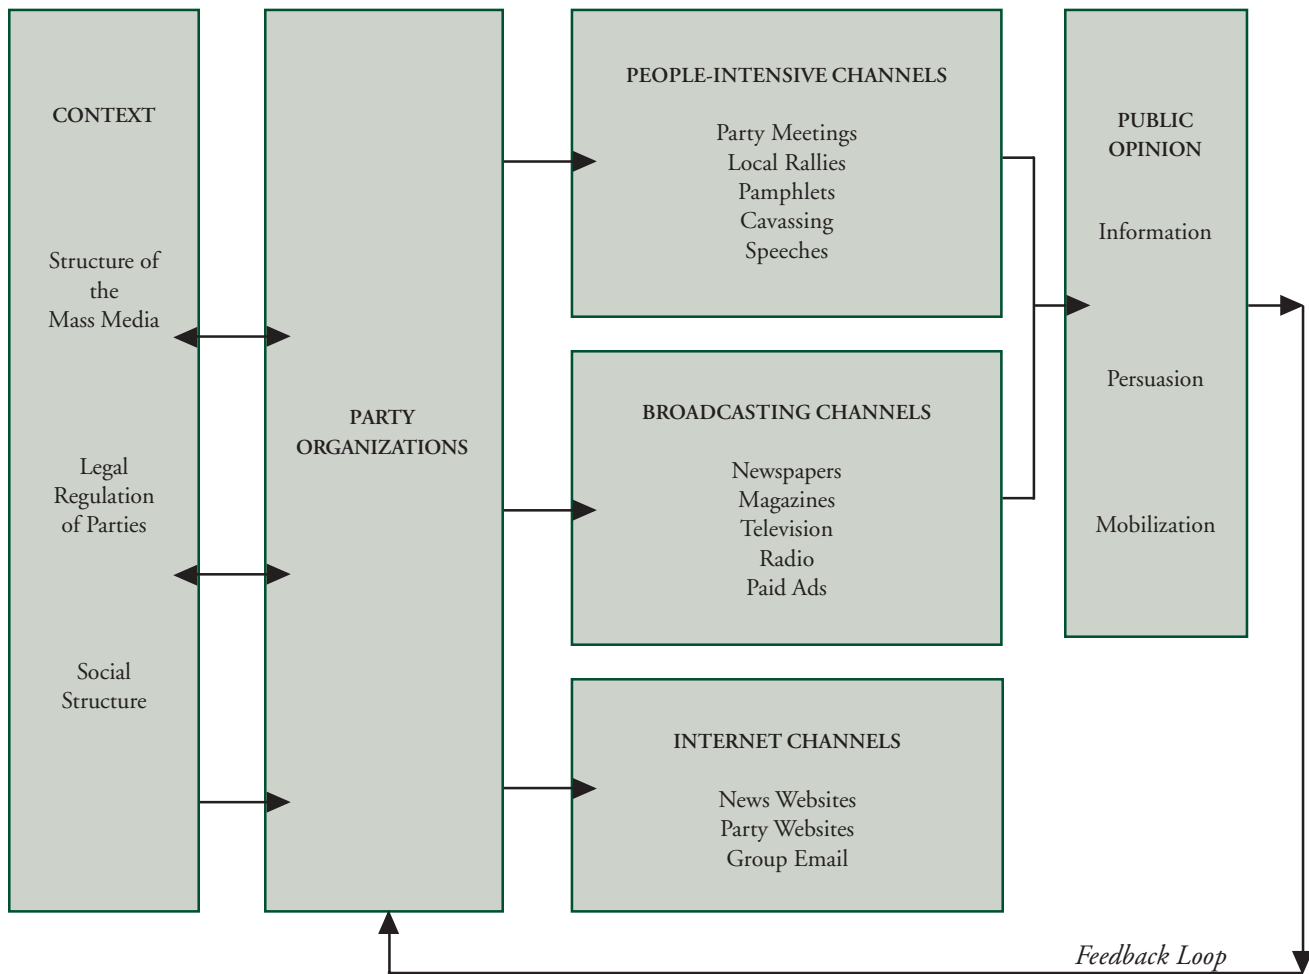 CONTEXT
Structure of
the
Mass Media
Legal
Regulation
of Parties
Social
Structure
PARTY
ORGANIZATIONS
PEOPLE-INTENSIVE CHANNELS
Party Meetings
Local Rallies
Pamphlets
Cavassing
Speeches
BROADCASTING CHANNELS
Newspapers
Magazines
Television
Radio
Paid Ads
INTERNET CHANNELS
News Websites
Party Websites
Group Email
PUBLIC
OPINION
Information
Persuasion
Mobilization
Feedback Loop